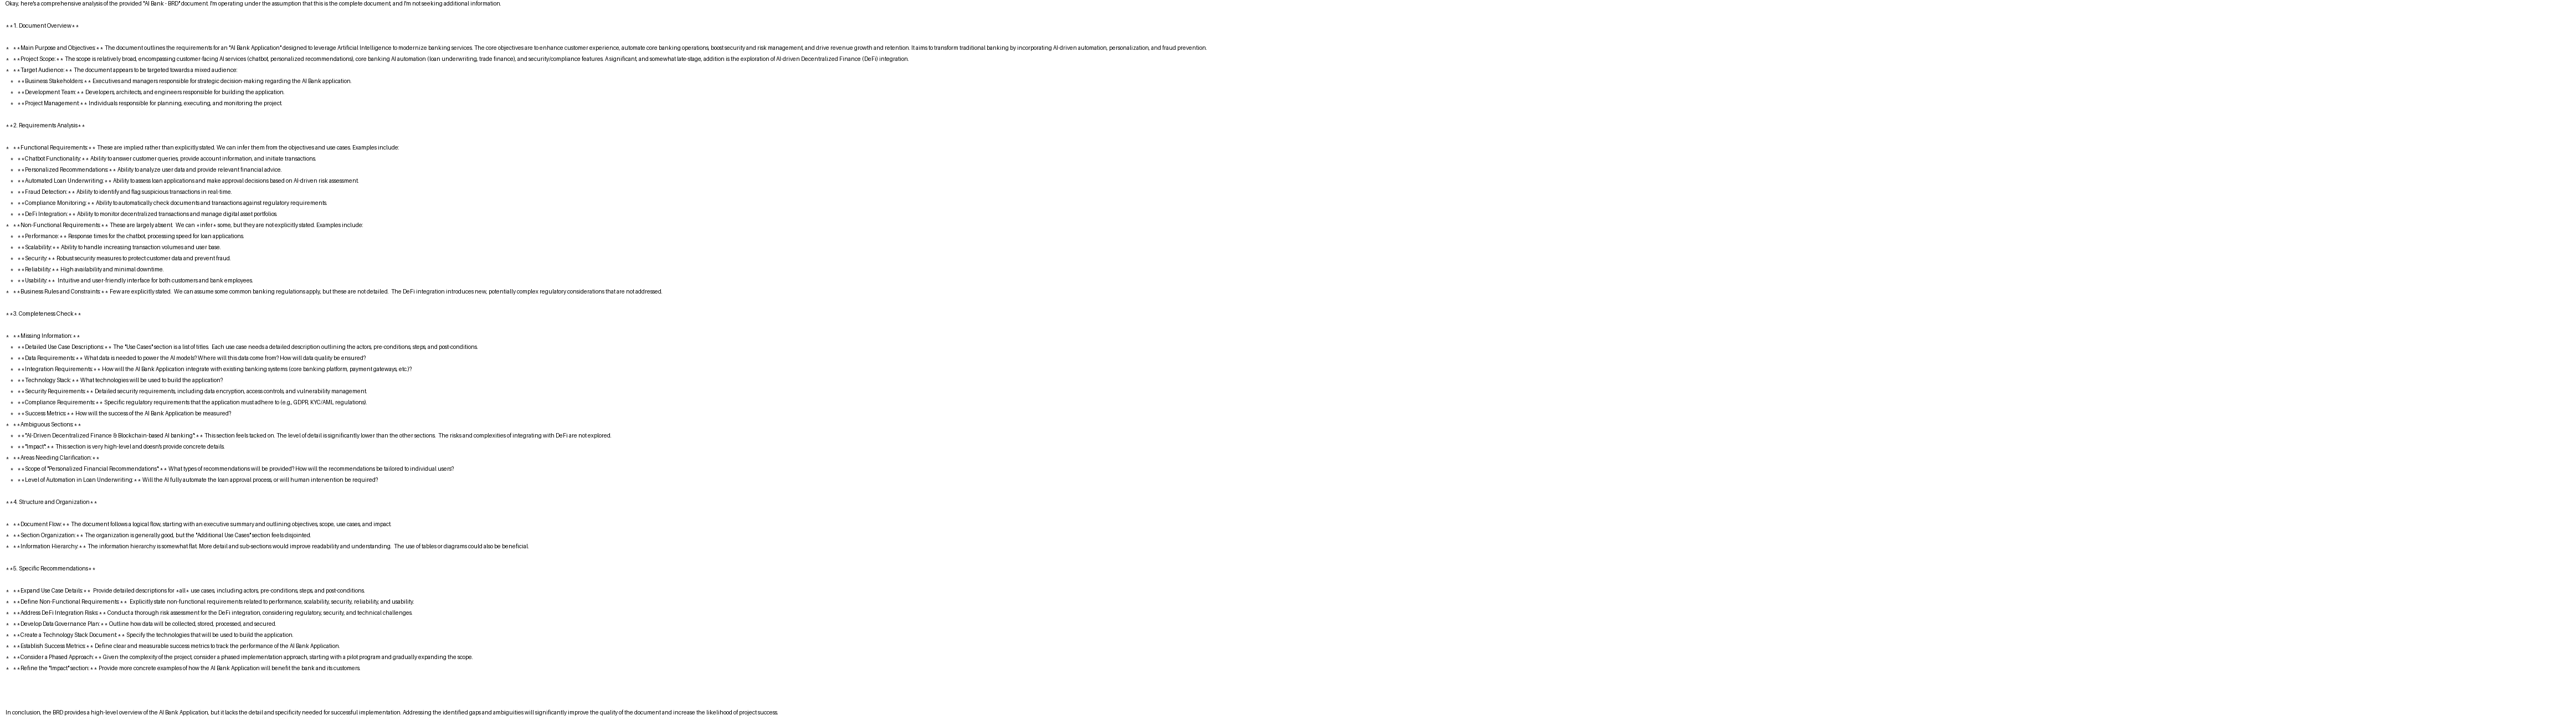 Okay, here's a comprehensive analysis of the provided "AI Bank - BRD" document. I'm operating under the assumption that this is the complete document, and I'm not seeking additional information.
**1. Document Overview**
* **Main Purpose and Objectives:** The document outlines the requirements for an "AI Bank Application" designed to leverage Artificial Intelligence to modernize banking services. The core objectives are to enhance customer experience, automate core banking operations, boost security and risk management, and drive revenue growth and retention. It aims to transform traditional banking by incorporating AI-driven automation, personalization, and fraud prevention.
* **Project Scope:** The scope is relatively broad, encompassing customer-facing AI services (chatbot, personalized recommendations), core banking AI automation (loan underwriting, trade finance), and security/compliance features. A significant, and somewhat late-stage, addition is the exploration of AI-driven Decentralized Finance (DeFi) integration.
* **Target Audience:** The document appears to be targeted towards a mixed audience:
* **Business Stakeholders:** Executives and managers responsible for strategic decision-making regarding the AI Bank application.
* **Development Team:** Developers, architects, and engineers responsible for building the application.
* **Project Management:** Individuals responsible for planning, executing, and monitoring the project.
**2. Requirements Analysis**
* **Functional Requirements:** These are implied rather than explicitly stated. We can infer them from the objectives and use cases. Examples include:
* **Chatbot Functionality:** Ability to answer customer queries, provide account information, and initiate transactions.
* **Personalized Recommendations:** Ability to analyze user data and provide relevant financial advice.
* **Automated Loan Underwriting:** Ability to assess loan applications and make approval decisions based on AI-driven risk assessment.
* **Fraud Detection:** Ability to identify and flag suspicious transactions in real-time.
* **Compliance Monitoring:** Ability to automatically check documents and transactions against regulatory requirements.
* **DeFi Integration:** Ability to monitor decentralized transactions and manage digital asset portfolios.
* **Non-Functional Requirements:** These are largely absent. We can *infer* some, but they are not explicitly stated. Examples include:
* **Performance:** Response times for the chatbot, processing speed for loan applications.
* **Scalability:** Ability to handle increasing transaction volumes and user base.
* **Security:** Robust security measures to protect customer data and prevent fraud.
* **Reliability:** High availability and minimal downtime.
* **Usability:** Intuitive and user-friendly interface for both customers and bank employees.
* **Business Rules and Constraints:** Few are explicitly stated. We can assume some common banking regulations apply, but these are not detailed. The DeFi integration introduces new, potentially complex regulatory considerations that are not addressed.
**3. Completeness Check**
* **Missing Information:**
* **Detailed Use Case Descriptions:** The "Use Cases" section is a list of titles. Each use case needs a detailed description outlining the actors, pre-conditions, steps, and post-conditions.
* **Data Requirements:** What data is needed to power the AI models? Where will this data come from? How will data quality be ensured?
* **Integration Requirements:** How will the AI Bank Application integrate with existing banking systems (core banking platform, payment gateways, etc.)?
* **Technology Stack:** What technologies will be used to build the application?
* **Security Requirements:** Detailed security requirements, including data encryption, access controls, and vulnerability management.
* **Compliance Requirements:** Specific regulatory requirements that the application must adhere to (e.g., GDPR, KYC/AML regulations).
* **Success Metrics:** How will the success of the AI Bank Application be measured?
* **Ambiguous Sections:**
* **"AI-Driven Decentralized Finance & Blockchain-based AI banking":** This section feels tacked on. The level of detail is significantly lower than the other sections. The risks and complexities of integrating with DeFi are not explored.
* **"Impact":** This section is very high-level and doesn't provide concrete details.
* **Areas Needing Clarification:**
* **Scope of "Personalized Financial Recommendations":** What types of recommendations will be provided? How will the recommendations be tailored to individual users?
* **Level of Automation in Loan Underwriting:** Will the AI fully automate the loan approval process, or will human intervention be required?
**4. Structure and Organization**
* **Document Flow:** The document follows a logical flow, starting with an executive summary and outlining objectives, scope, use cases, and impact.
* **Section Organization:** The organization is generally good, but the "Additional Use Cases" section feels disjointed.
* **Information Hierarchy:** The information hierarchy is somewhat flat. More detail and sub-sections would improve readability and understanding. The use of tables or diagrams could also be beneficial.
**5. Specific Recommendations**
* **Expand Use Case Details:** Provide detailed descriptions for *all* use cases, including actors, pre-conditions, steps, and post-conditions.
* **Define Non-Functional Requirements:** Explicitly state non-functional requirements related to performance, scalability, security, reliability, and usability.
* **Address DeFi Integration Risks:** Conduct a thorough risk assessment for the DeFi integration, considering regulatory, security, and technical challenges.
* **Develop Data Governance Plan:** Outline how data will be collected, stored, processed, and secured.
* **Create a Technology Stack Document:** Specify the technologies that will be used to build the application.
* **Establish Success Metrics:** Define clear and measurable success metrics to track the performance of the AI Bank Application.
* **Consider a Phased Approach:** Given the complexity of the project, consider a phased implementation approach, starting with a pilot program and gradually expanding the scope.
* **Refine the "Impact" section:** Provide more concrete examples of how the AI Bank Application will benefit the bank and its customers.
In conclusion, the BRD provides a high-level overview of the AI Bank Application, but it lacks the detail and specificity needed for successful implementation. Addressing the identified gaps and ambiguities will significantly improve the quality of the document and increase the likelihood of project success.